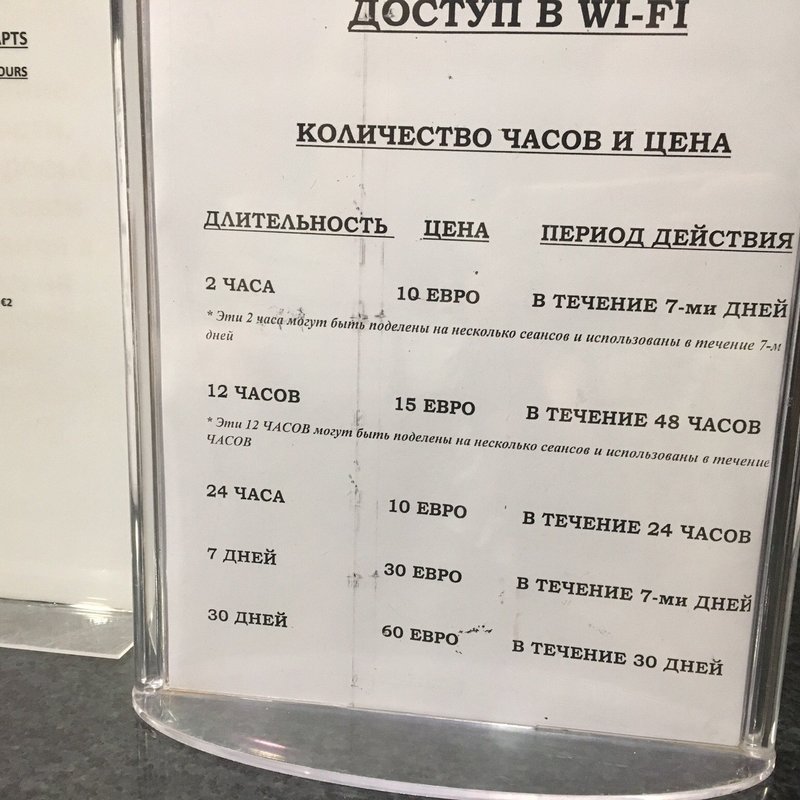 APTS
OURS
€2
ДОСТУП В WI-FI
КОЛИЧЕСТВО ЧАСОВ И ЦЕНА
ДЛИТЕЛЬНОСТЬ ЦЕНА ПЕРИОД ДЕЙСТВИЯ
2 ЧАСА 10 ЕВРО В ТЕЧЕНИЕ 7-ми ДНЕЙ
* Эти 2 часа могут быть поделены на несколько сеансов и использованы в течение 7-м
дней
12 ЧАСОВ 15 ЕВРО В ТЕЧЕНИЕ 48 ЧАСОВ
* Эти 12 ЧАСОВ могут быть поделены на несколько сеансов и использованы в течение
ЧАСОВ
24 ЧАСА 10 ЕВРО В ТЕЧЕНИЕ 24 ЧАСОВ
7 ДНЕЙ 30 ЕВРО В ТЕЧЕНИЕ 7-ми ДНЕЙ
30 ДНЕЙ 60 ЕВРО В ТЕЧЕНИЕ 30 ДНЕЙ